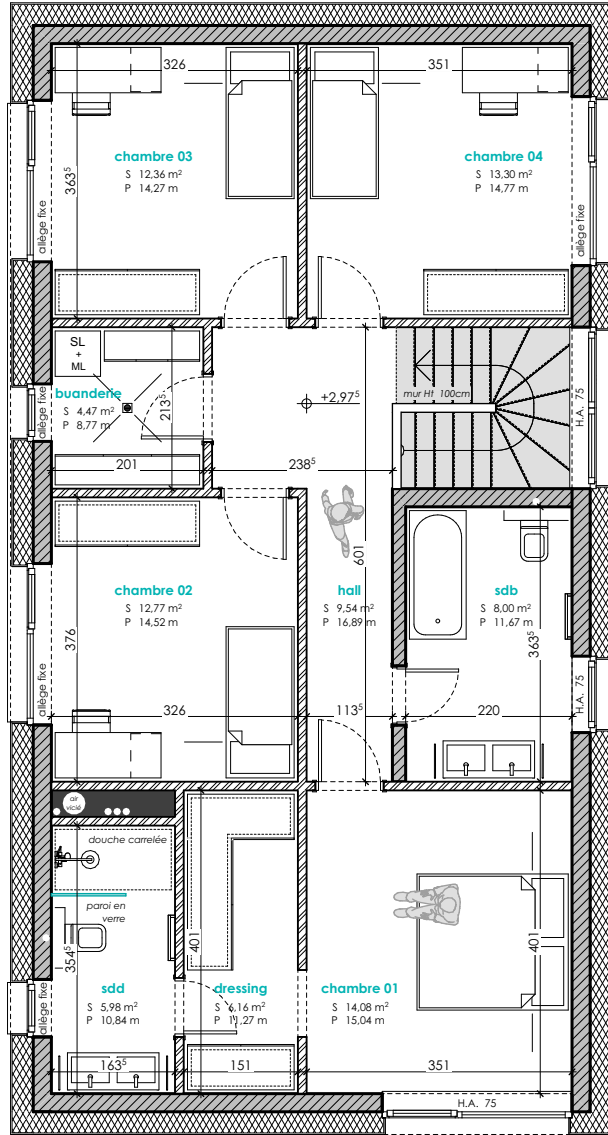 326
351
363⁵
chambre 03
S 12,36 m²
P 14,27 m
chambre 04
S 13,30 m²
P 14,77 m
allège fixe
allège fixe
SL
+
ML
buanderie
S 4,47 m²
P 8,77 m
allège fixe
213⁵
+2,97⁵
mur Ht 100cm
H.A. 75
201
238⁵
601
chambre 02
S 12,77 m²
P 14,52 m
376
hall
S 9,54 m²
P 16,89 m
sdb
S 8,00 m²
P 11,67 m
363⁵
allège fixe
H.A. 75
326
113⁵
220
air
vicié
douche carrelée
paroi en
verre
354⁵
401
401
sdd
S 5,98 m²
P 10,84 m
dressing
S 6,16 m²
P 11,27 m
chambre 01
S 14,08 m²
P 15,04 m
allège fixe
163⁵
151
351
H.A. 75